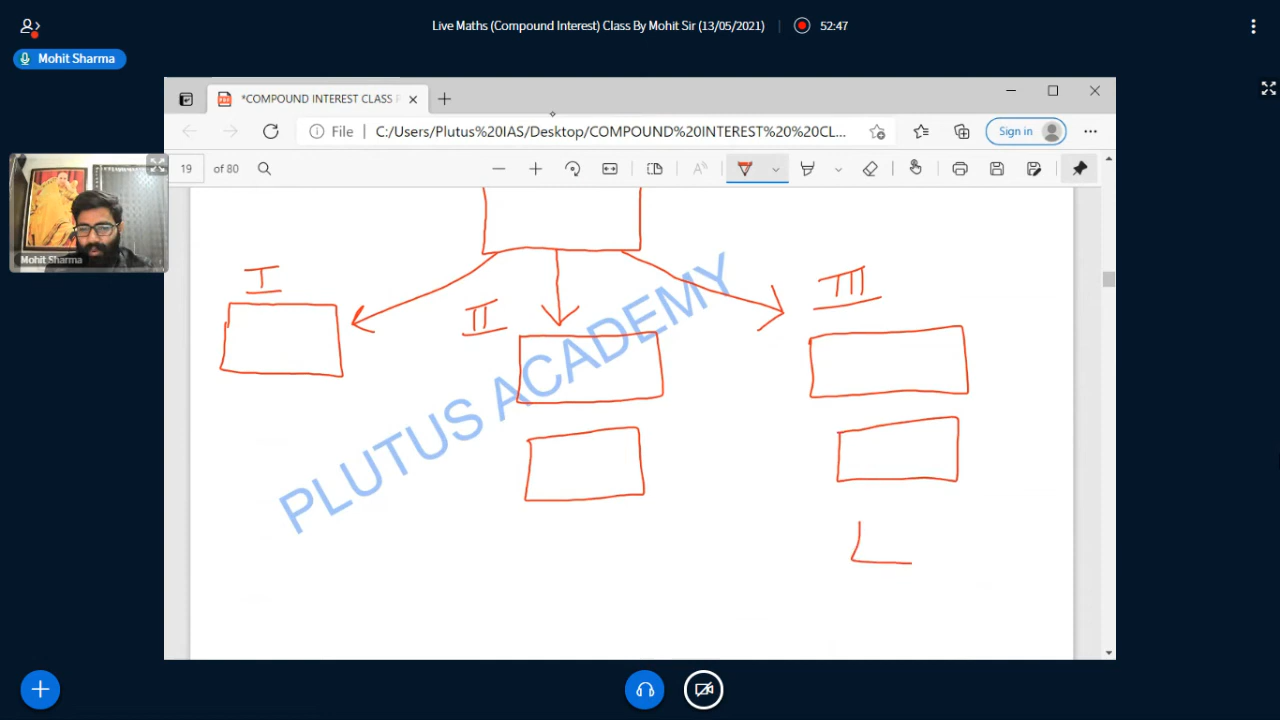 Live Maths (Compound Interest) Class By Mohit Sir (13/05/2021)
52:47
Mohit Sharma
*COMPOUND INTEREST CLASS P
File
C:/Users/Plutus%20IAS/Desktop/COMPOUND%20INTEREST%20%20CL...
Sign in
19 of 80
Mohit Sharma
I
II
III
PLUTUS ACADEMY